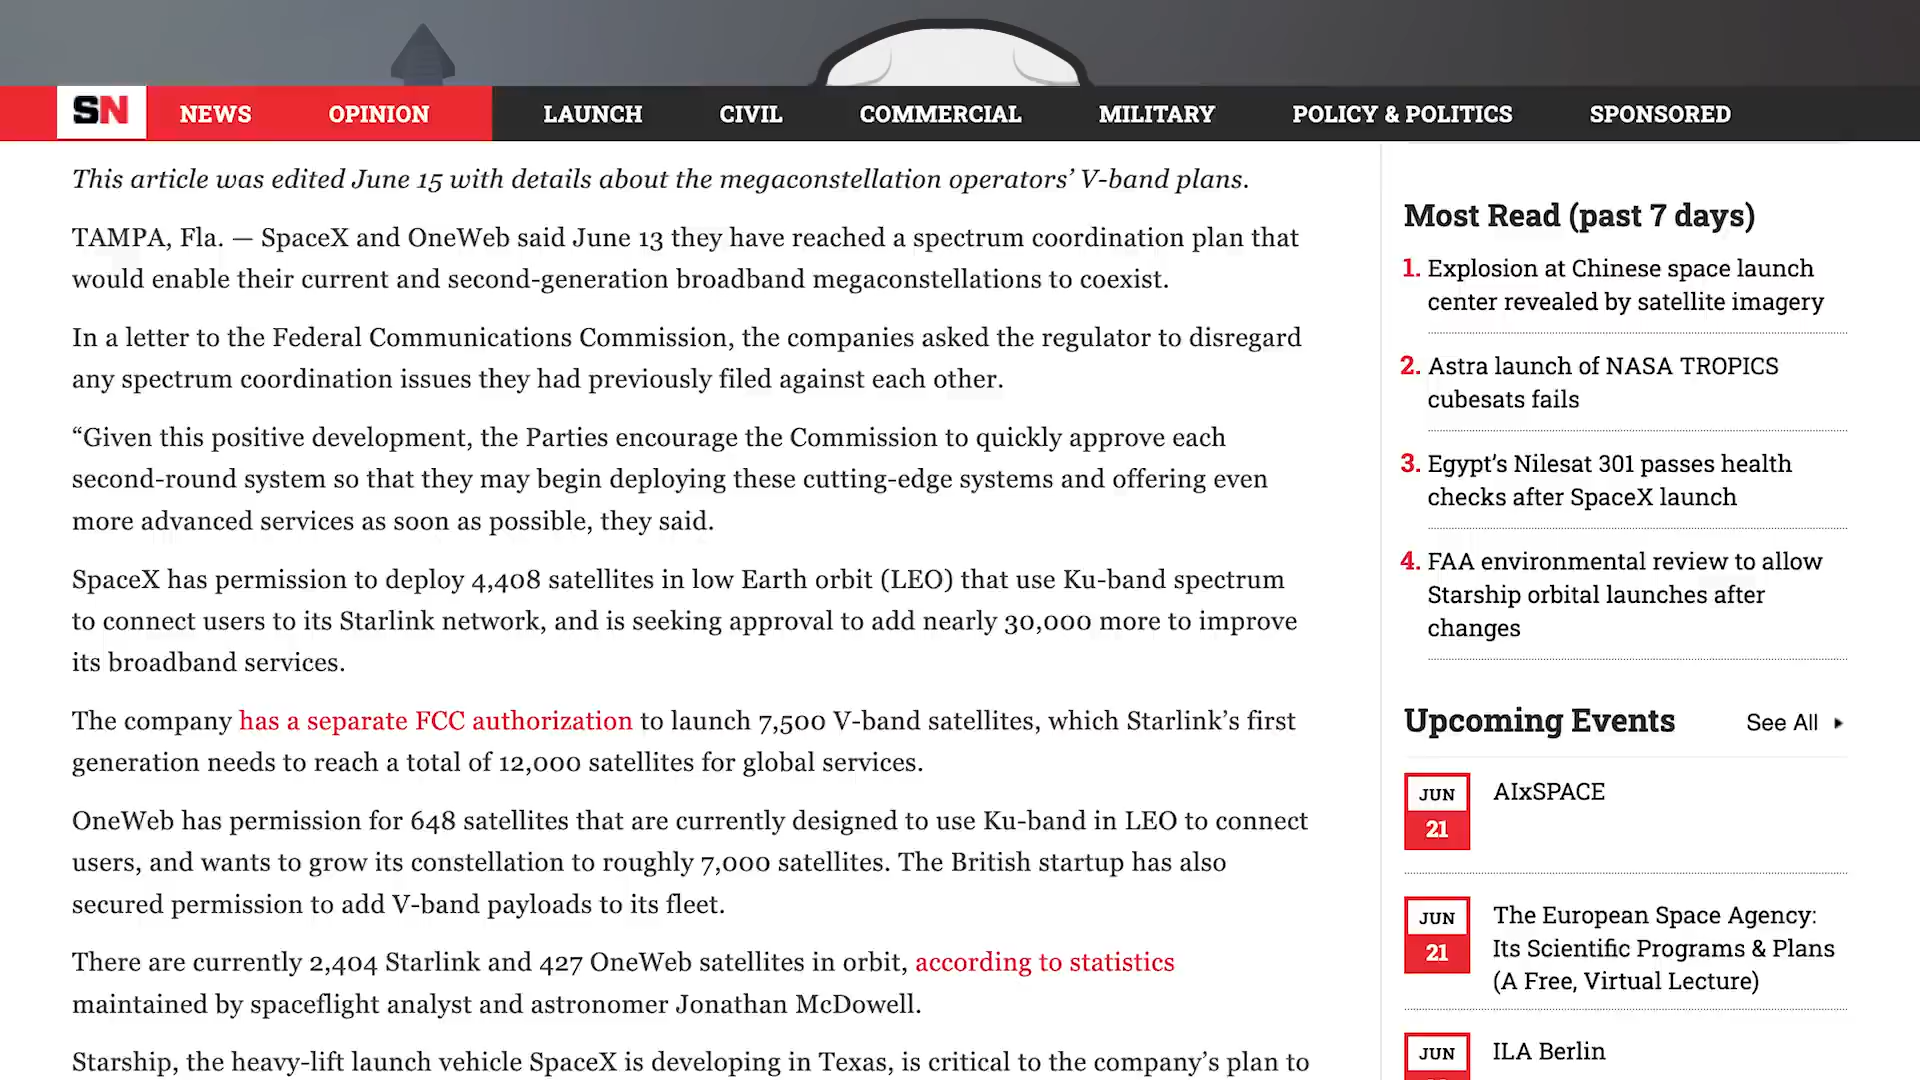 SN NEWS OPINION LAUNCH CIVIL COMMERCIAL MILITARY POLICY & POLITICS SPONSORED
This article was edited June 15 with details about the megaconstellation operators’ V-band plans.
TAMPA, Fla. — SpaceX and OneWeb said June 13 they have reached a spectrum coordination plan that
would enable their current and second-generation broadband megaconstellations to coexist.
In a letter to the Federal Communications Commission, the companies asked the regulator to disregard
any spectrum coordination issues they had previously filed against each other.
“Given this positive development, the Parties encourage the Commission to quickly approve each
second-round system so that they may begin deploying these cutting-edge systems and offering even
more advanced services as soon as possible, they said.
SpaceX has permission to deploy 4,408 satellites in low Earth orbit (LEO) that use Ku-band spectrum
to connect users to its Starlink network, and is seeking approval to add nearly 30,000 more to improve
its broadband services.
The company has a separate FCC authorization to launch 7,500 V-band satellites, which Starlink’s first
generation needs to reach a total of 12,000 satellites for global services.
OneWeb has permission for 648 satellites that are currently designed to use Ku-band in LEO to connect
users, and wants to grow its constellation to roughly 7,000 satellites. The British startup has also
secured permission to add V-band payloads to its fleet.
There are currently 2,404 Starlink and 427 OneWeb satellites in orbit, according to statistics
maintained by spaceflight analyst and astronomer Jonathan McDowell.
Starship, the heavy-lift launch vehicle SpaceX is developing in Texas, is critical to the company’s plan to
Most Read (past 7 days)
1. Explosion at Chinese space launch
center revealed by satellite imagery
2. Astra launch of NASA TROPICS
cubesats fails
3. Egypt’s Nilesat 301 passes health
checks after SpaceX launch
4. FAA environmental review to allow
Starship orbital launches after
changes
Upcoming Events See All
JUN
21
AIxSPACE
JUN
21
The European Space Agency:
Its Scientific Programs & Plans
(A Free, Virtual Lecture)
JUN
ILA Berlin